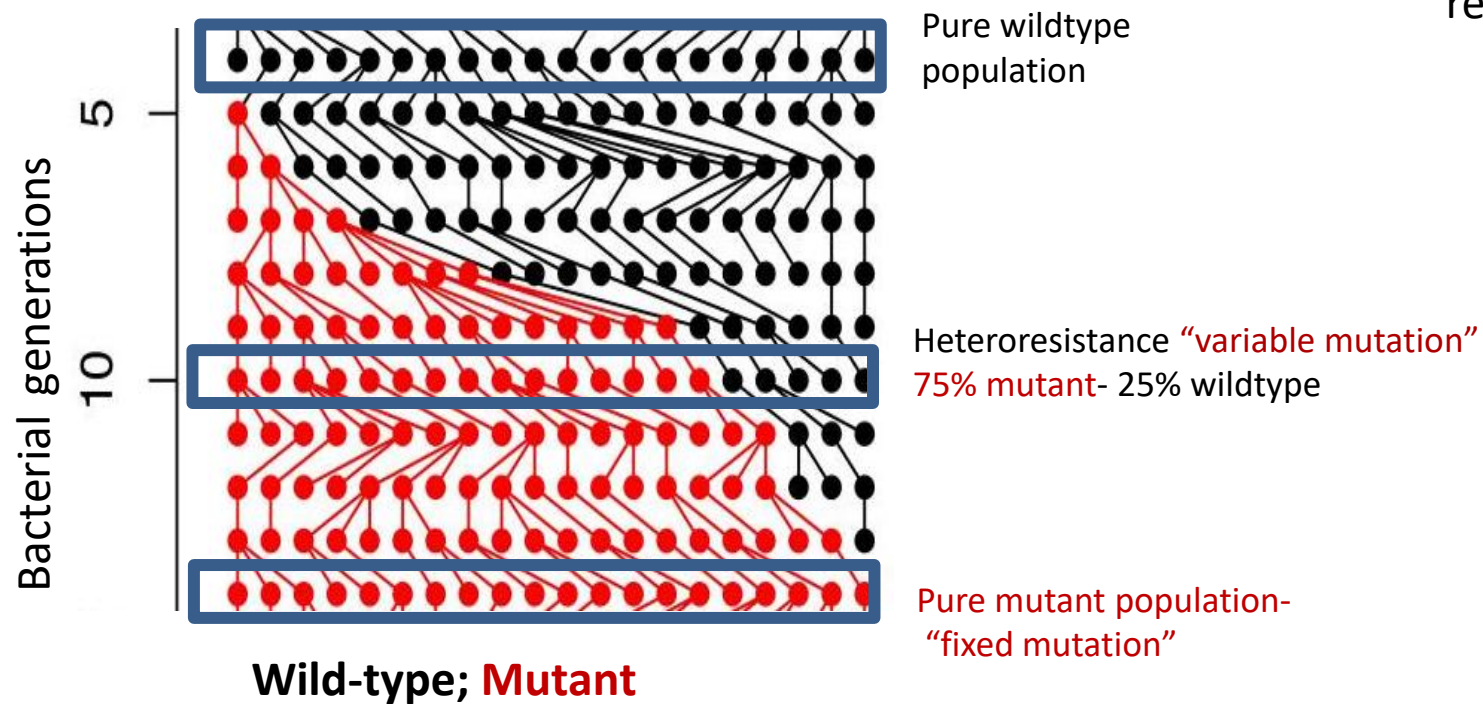 re
Pure wildtype
population
5
Bacterial generations
10
Heteroresistance “variable mutation”
75% mutant- 25% wildtype
Pure mutant population-
“fixed mutation”
Wild-type; Mutant